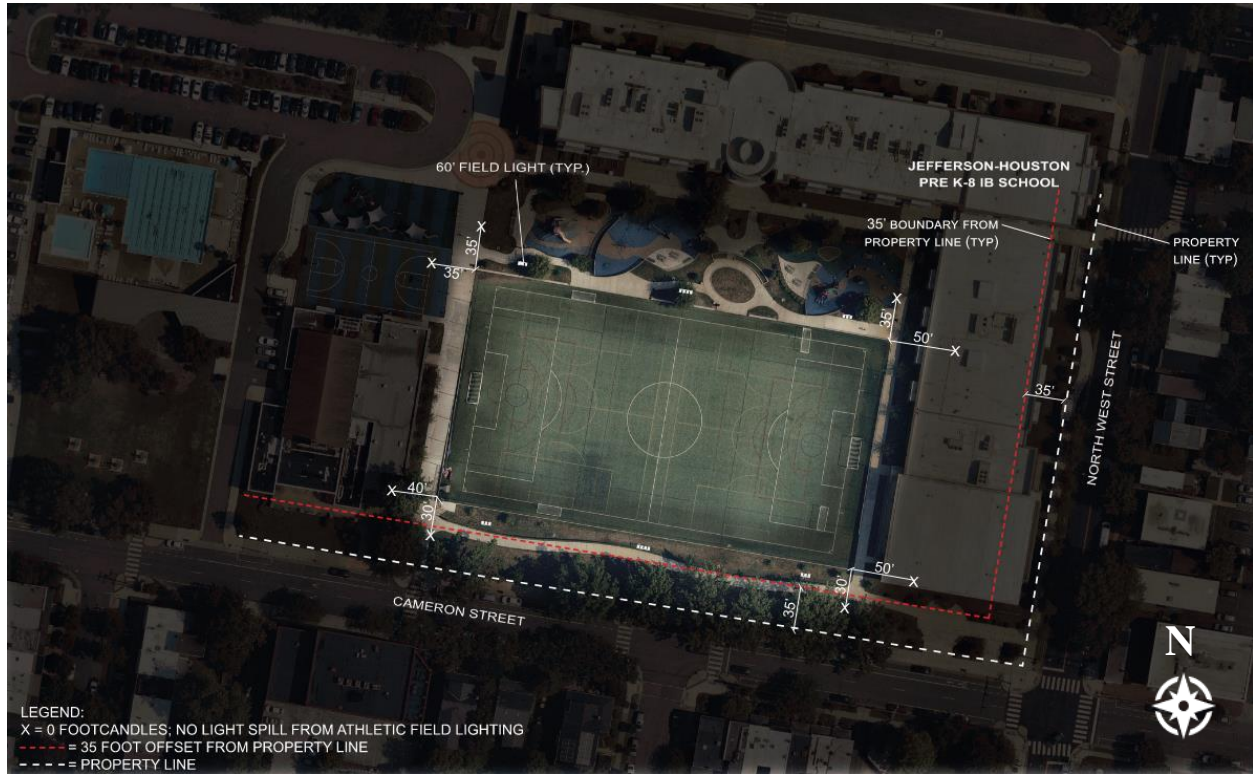 60' FIELD LIGHT (TYP.)
JEFFERSON-HOUSTON
PRE K-8 IB SCHOOL
35' BOUNDARY FROM
PROPERTY LINE (TYP)
PROPERTY
LINE (TYP)
35'
35'
35'
50'
35'
NORTH WEST STREET
40'
30'
50'
30'
35'
CAMERON STREET
N
LEGEND:
X = 0 FOOTCANDLES; NO LIGHT SPILL FROM ATHLETIC FIELD LIGHTING
= 35 FOOT OFFSET FROM PROPERTY LINE
= PROPERTY LINE
X
X
X
X
X
X
X
X